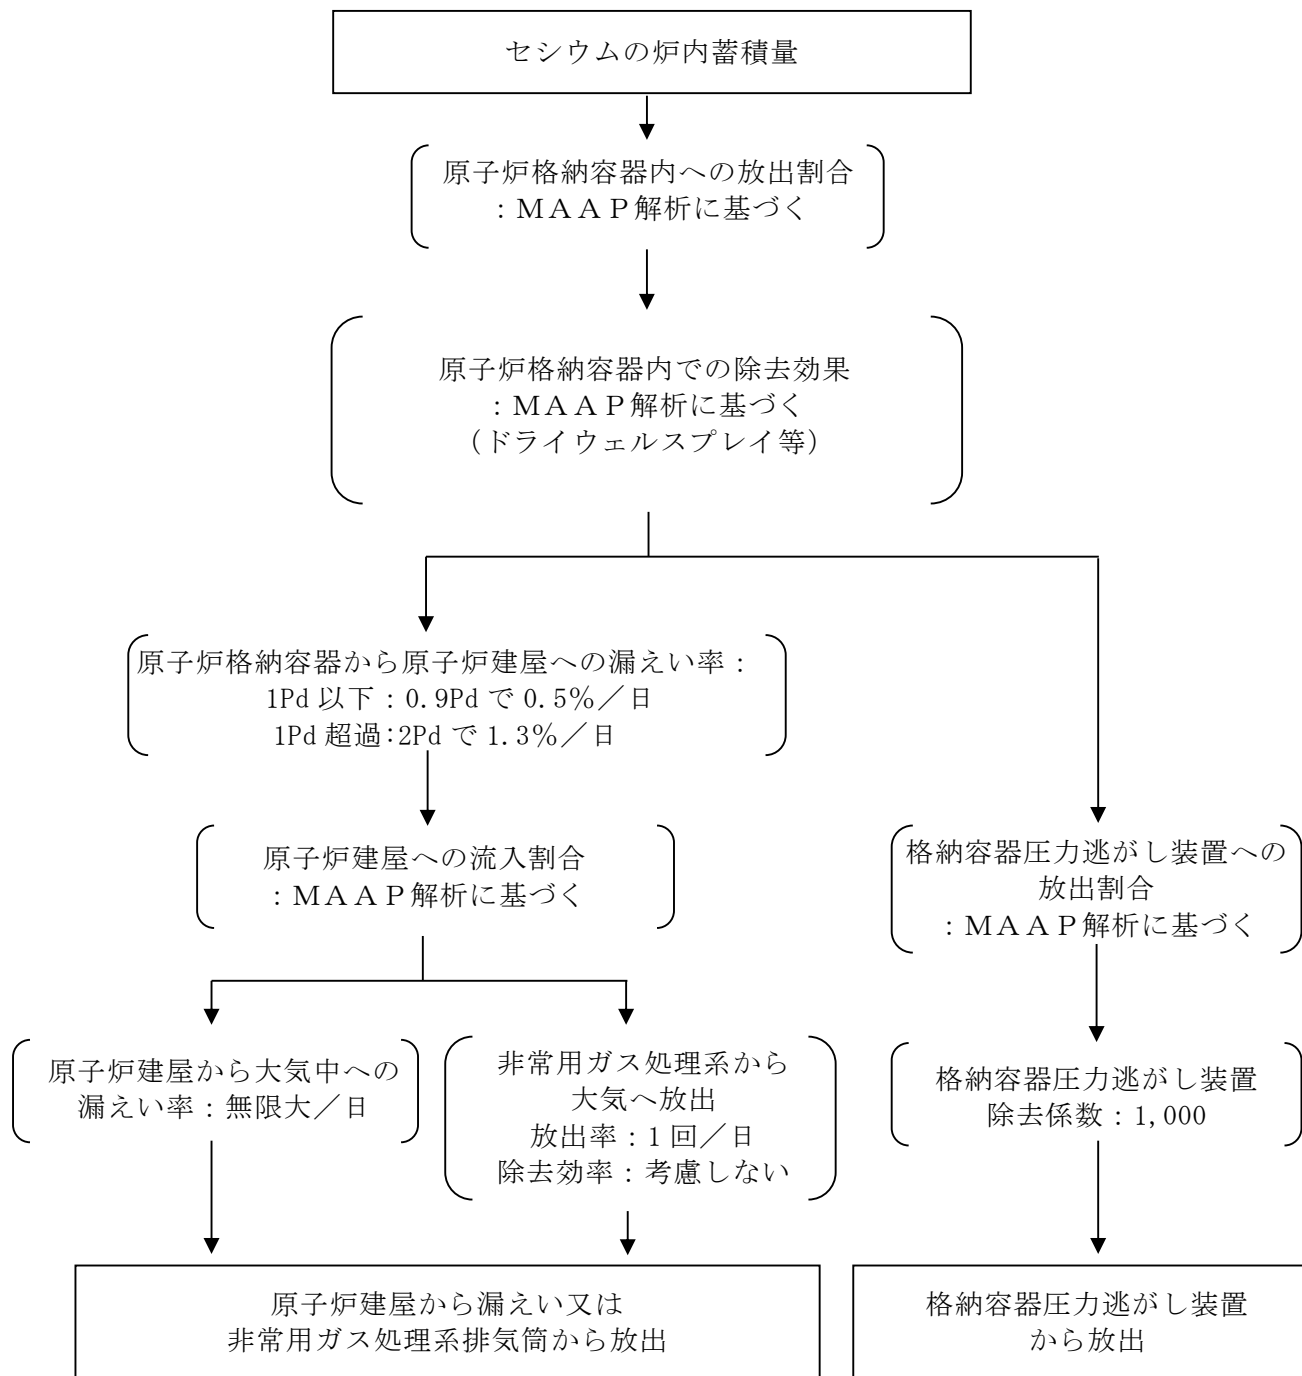 セシウムの炉内蓄積量
原子炉格納容器内への放出割合
：ＭＡＡＰ解析に基づく
原子炉格納容器内での除去効果
：ＭＡＡＰ解析に基づく
（ドライウェルスプレイ等）
原子炉格納容器から原子炉建屋への漏えい率：
1Pd 以下：0.9Pd で 0.5％／日
1Pd 超過：2Pd で 1.3％／日
原子炉建屋への流入割合
：ＭＡＡＰ解析に基づく
格納容器圧力逃がし装置への
放出割合
：ＭＡＡＰ解析に基づく
原子炉建屋から大気中への
漏えい率：無限大／日
非常用ガス処理系から
大気へ放出
放出率：1 回／日
除去効率：考慮しない
格納容器圧力逃がし装置
除去係数：1,000
原子炉建屋から漏えい又は
非常用ガス処理系排気筒から放出
格納容器圧力逃がし装置
から放出